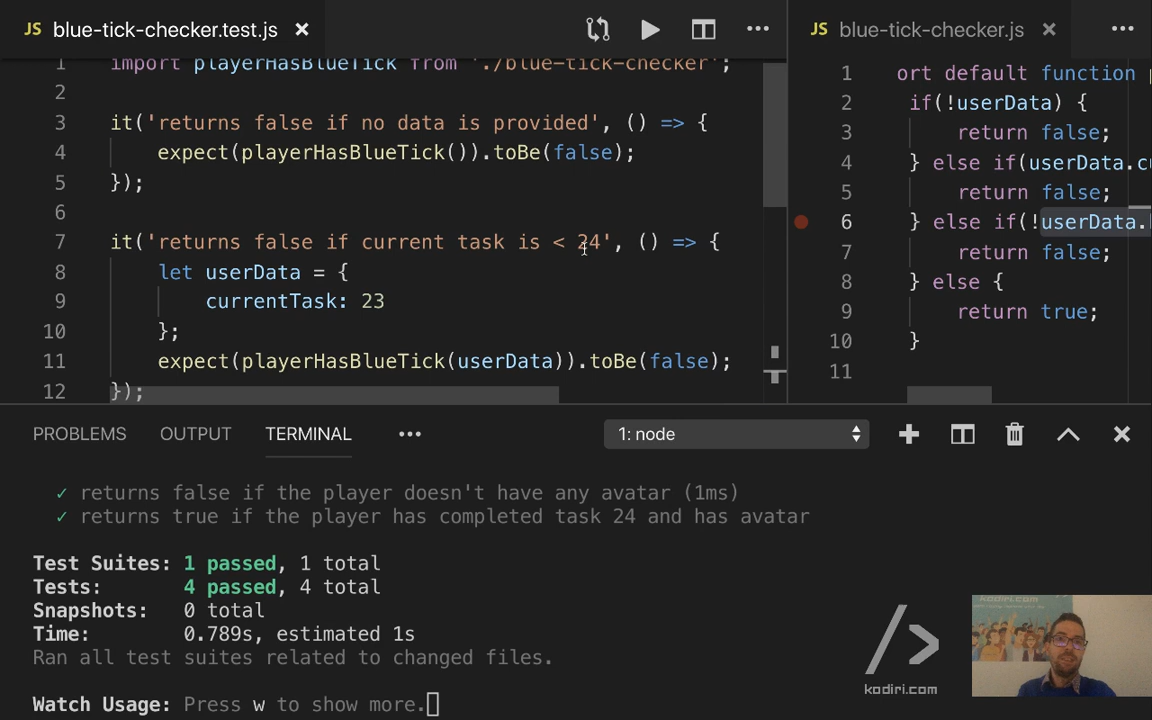 JS blue-tick-checker.test.js
JS blue-tick-checker.js
1 import playerHasBlueTick from './blue-tick-checker';
2
3 it('returns false if no data is provided', () => {
4 expect(playerHasBlueTick()).toBe(false);
5 });
6
7 it('returns false if current task is < 24', () => {
8 let userData = {
9 currentTask: 23
10 };
11 expect(playerHasBlueTick(userData)).toBe(false);
12 });
1 ort default function
2 if(!userData) {
3 return false;
4 } else if(userData.cu
5 return false;
6 } else if(!userData.
7 return false;
8 } else {
9 return true;
10 }
11
PROBLEMS OUTPUT TERMINAL
1: node
✓ returns false if the player doesn't have any avatar (1ms)
✓ returns true if the player has completed task 24 and has avatar
Test Suites: 1 passed, 1 total
Tests: 4 passed, 4 total
Snapshots: 0 total
Time: 0.789s, estimated 1s
Ran all test suites related to changed files.
Watch Usage: Press w to show more.
/>
kodiri.com
kodiri.com